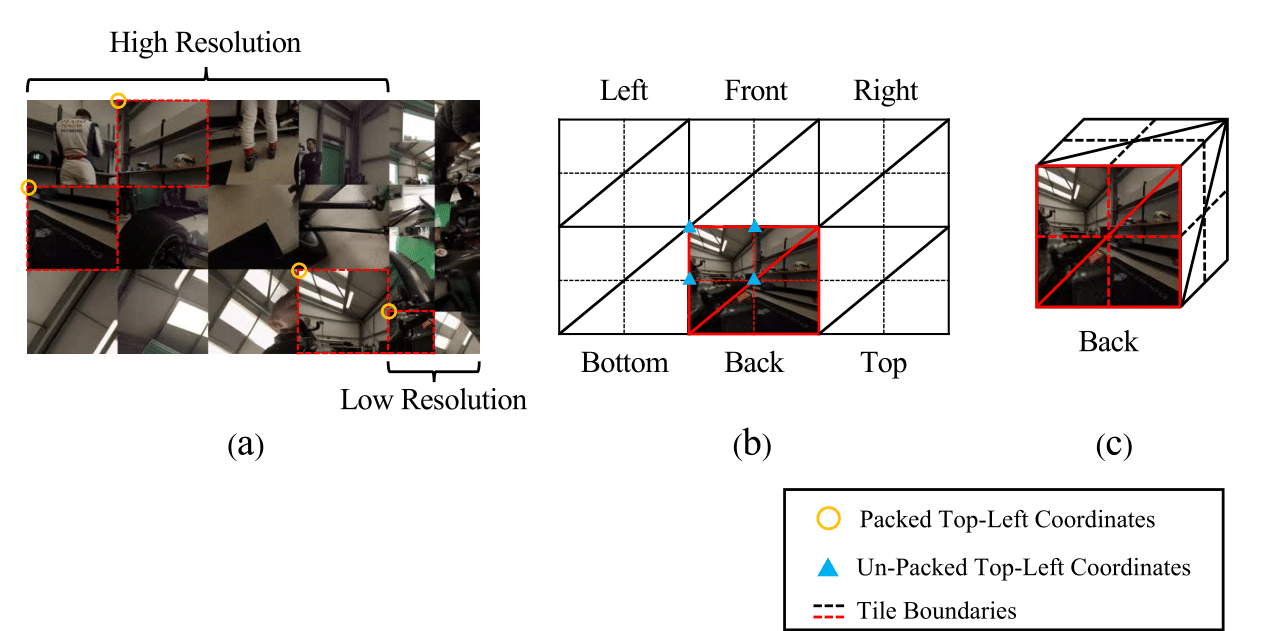 High Resolution
Low Resolution
(a)
Left Front Right
Bottom Back Top
(b)
Back
(c)
Packed Top-Left Coordinates
Un-Packed Top-Left Coordinates
Tile Boundaries